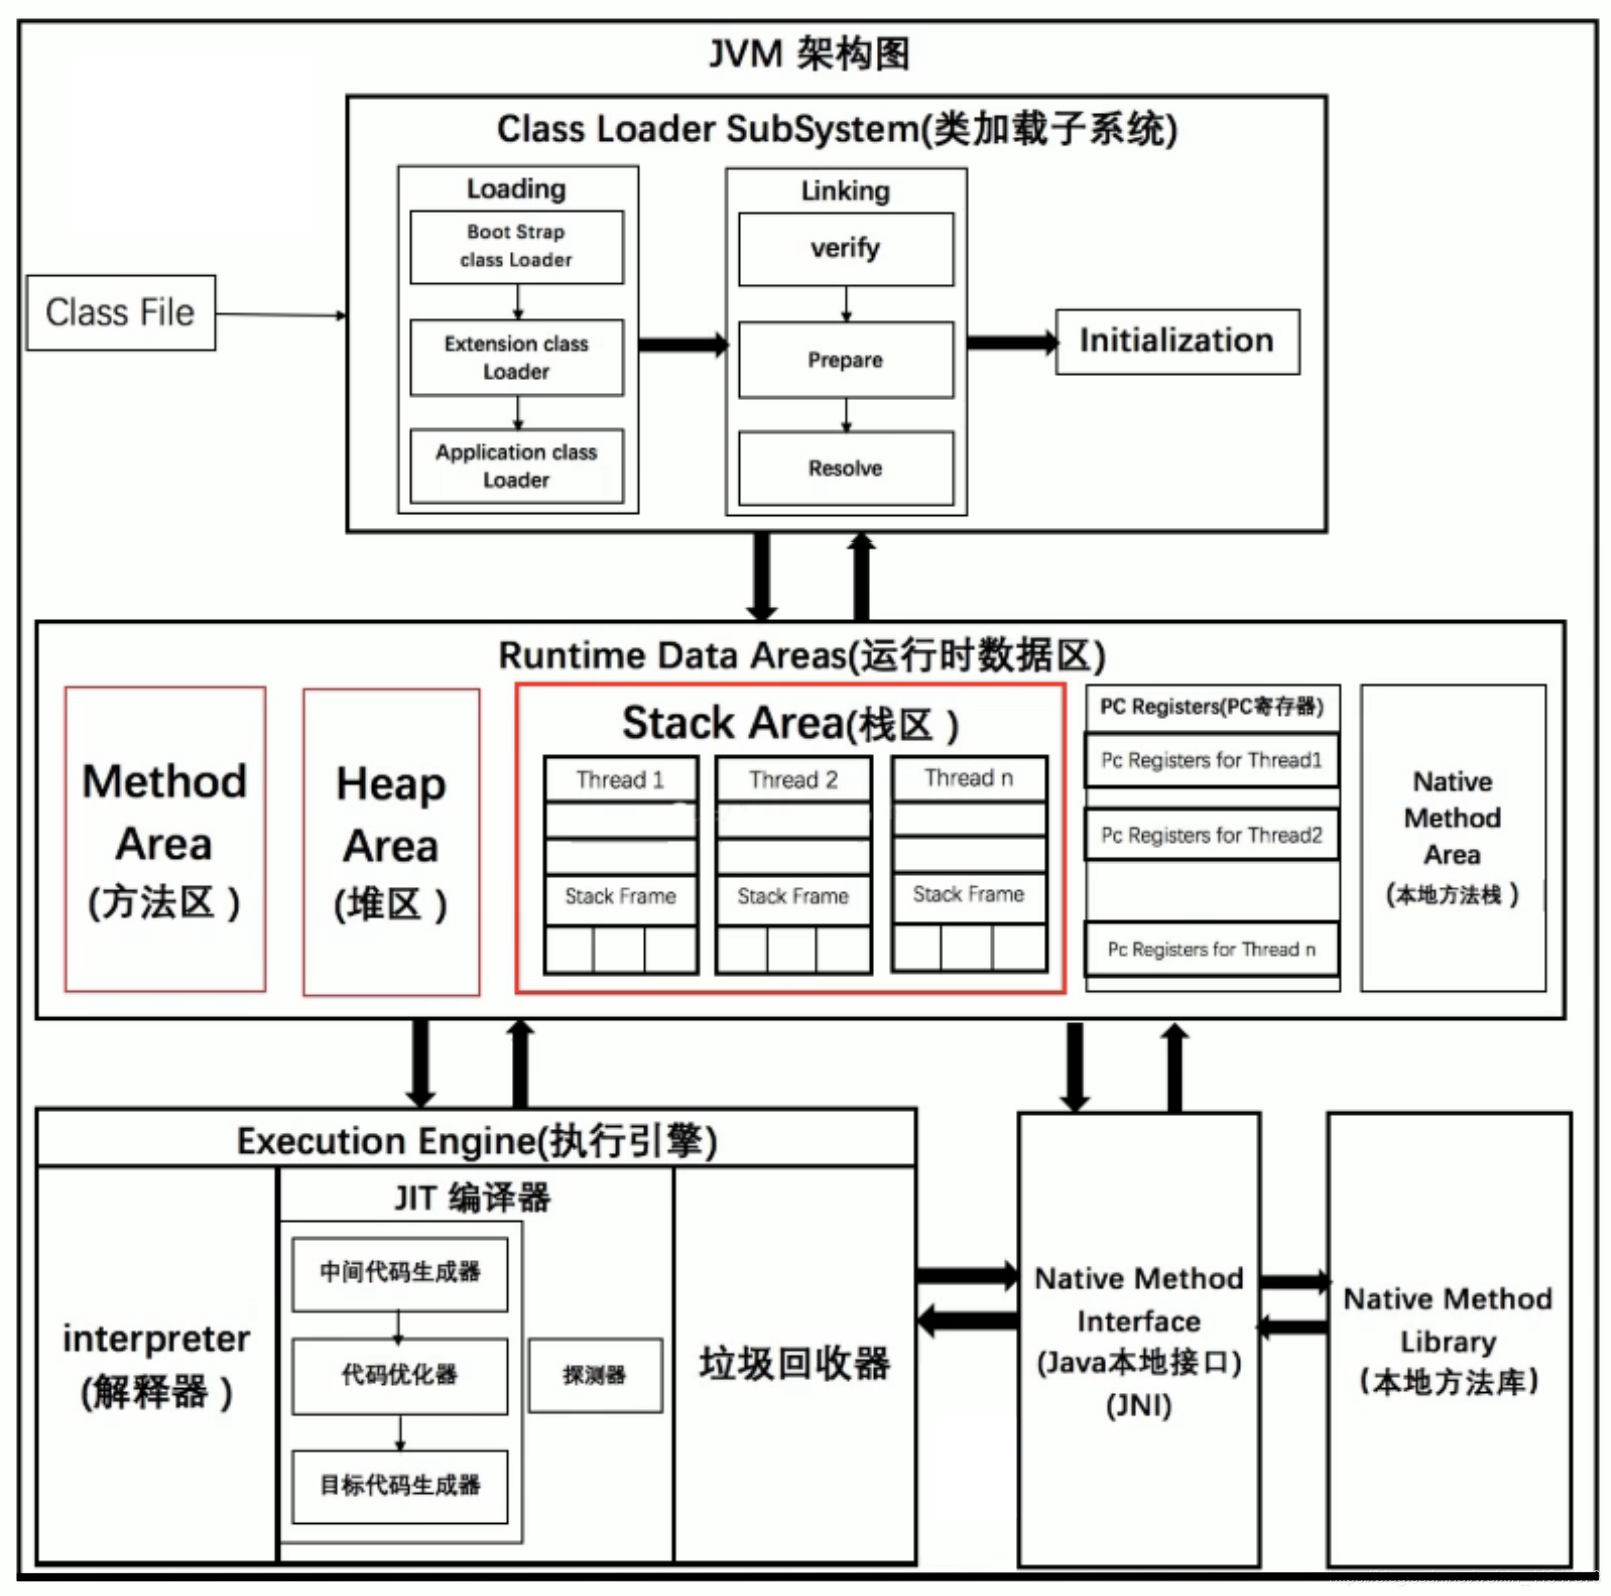 JVM 架构图
Class Loader SubSystem(类加载子系统)
Loading
Boot Strap
class Loader
Extension class
Loader
Application class
Loader
Linking
verify
Prepare
Resolve
Initialization
Class File
Runtime Data Areas(运行时数据区)
Method
Area
(方法区 )
Heap
Area
(堆区 )
Stack Area(栈区 )
Thread 1
Stack Frame
Thread 2
Stack Frame
Thread n
Stack Frame
PC Registers(PC寄存器)
Pc Registers for Thread1
Pc Registers for Thread2
Pc Registers for Thread n
Native
Method
Area
(本地方法栈 )
Execution Engine(执行引擎)
interpreter
(解释器 )
JIT 编译器
中间代码生成器
代码优化器
目标代码生成器
探测器
垃圾回收器
Native Method
Interface
(Java本地接口)
(JNI)
Native Method
Library
(本地方法库)